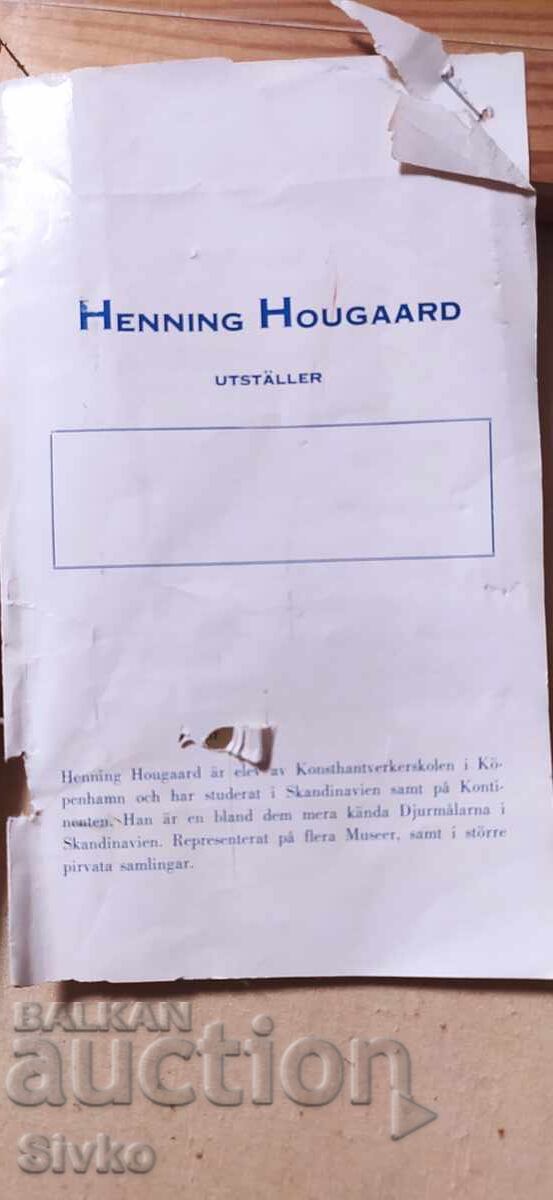 HENNING HOUGAARD
UTSTÄLLER
Henning Hougaard är elev av Konsthantverkerskolen i Kö-
penhamn och har studerat i Skandinavien samt på Konti-
nenten. Han är en bland dem mera kända Djurmålarna i
Skandinavien. Representerat på flera Museer, samt i större
pirvata samlingar.
BALKAN
auction
Sivko